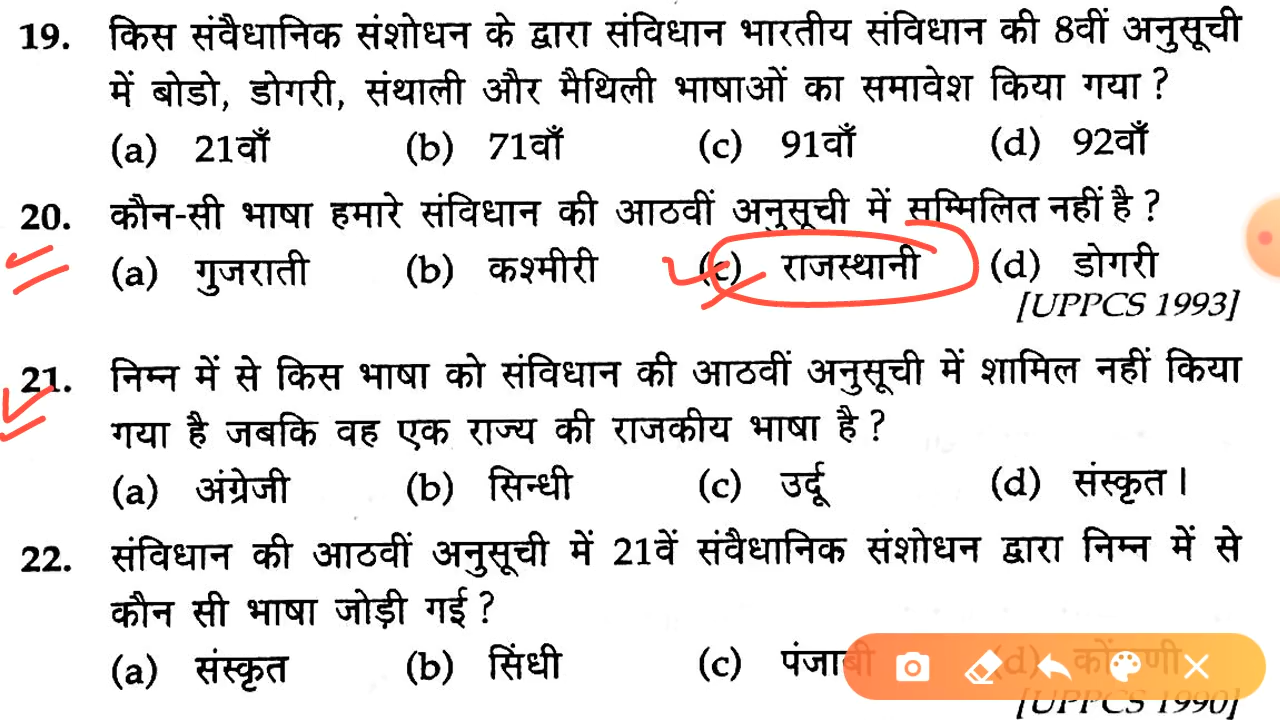 19. किस संवैधानिक संशोधन के द्वारा संविधान भारतीय संविधान की 8वीं अनुसूची
में बोडो, डोगरी, संथाली और मैथिली भाषाओं का समावेश किया गया ?
(a) 21वाँ (b) 71वाँ (c) 91वाँ (d) 92वाँ
20. कौन-सी भाषा हमारे संविधान की आठवीं अनुसूची में सम्मिलित नहीं है ?
(a) गुजराती (b) कश्मीरी (c) राजस्थानी (d) डोगरी
[UPPCS 1993]
21. निम्न में से किस भाषा को संविधान की आठवीं अनुसूची में शामिल नहीं किया
गया है जबकि वह एक राज्य की राजकीय भाषा है ?
(a) अंग्रेजी (b) सिन्धी (c) उर्दू (d) संस्कृत ।
22. संविधान की आठवीं अनुसूची में 21वें संवैधानिक संशोधन द्वारा निम्न में से
कौन सी भाषा जोड़ी गई ?
(a) संस्कृत (b) सिंधी (c) पंजाबी (d) कोंकणी
[UPPCS 1990]